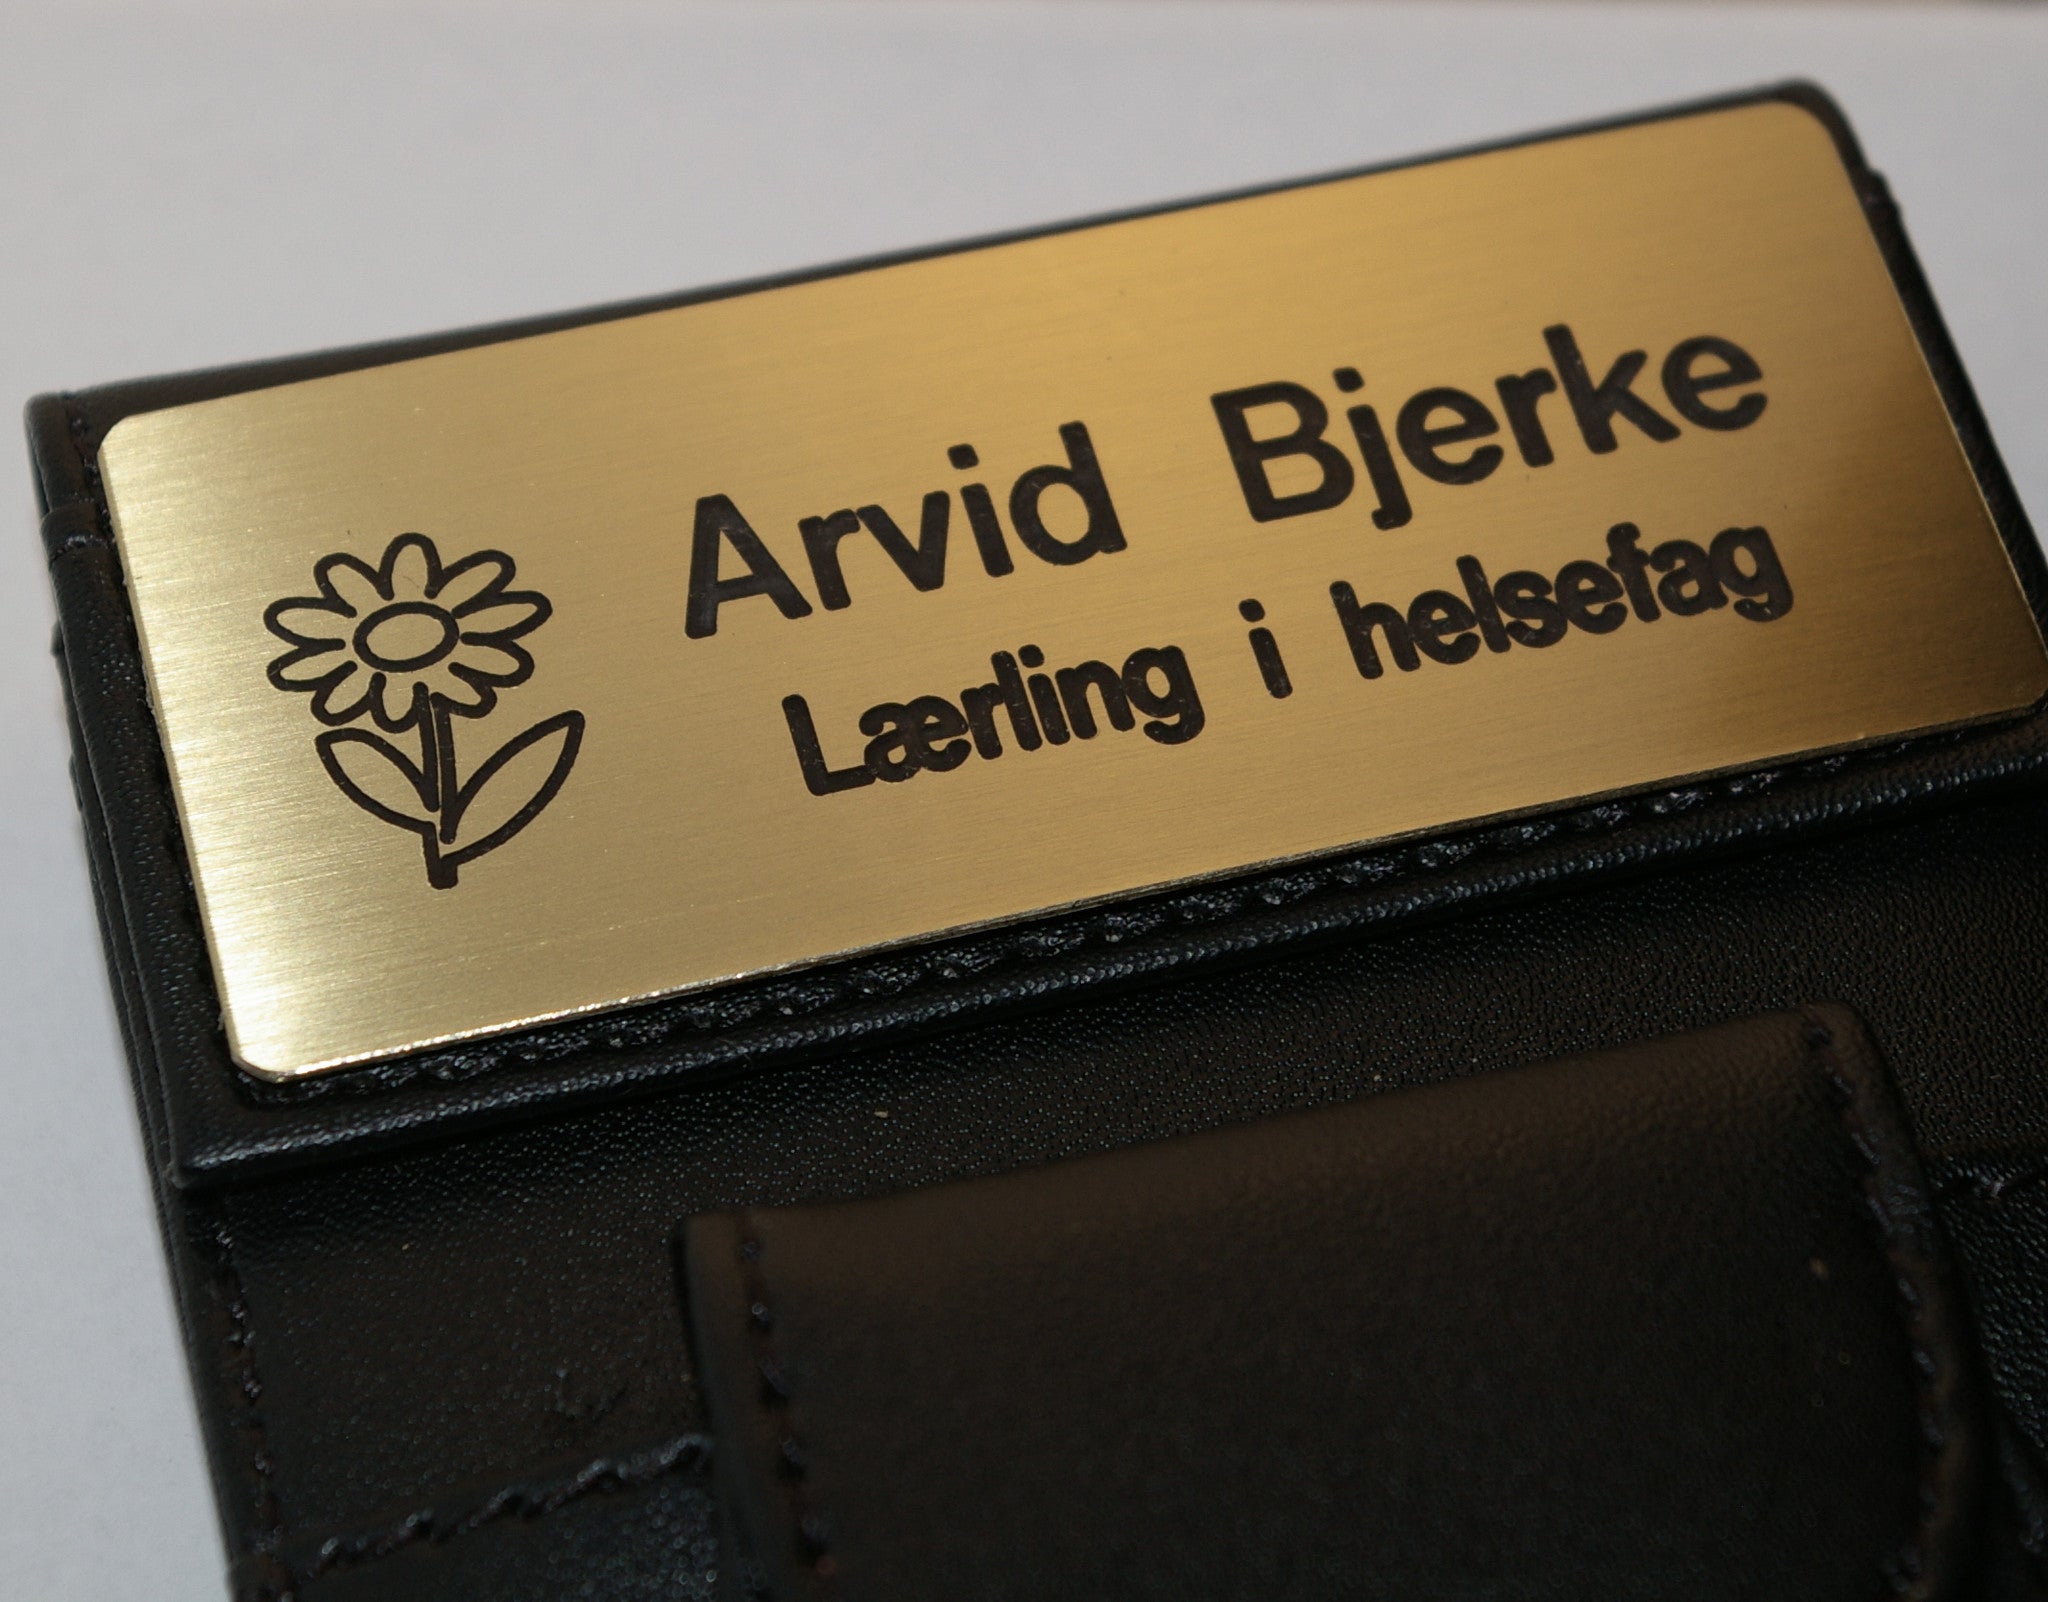 Arvid Bjerke
Lærling i helsefag